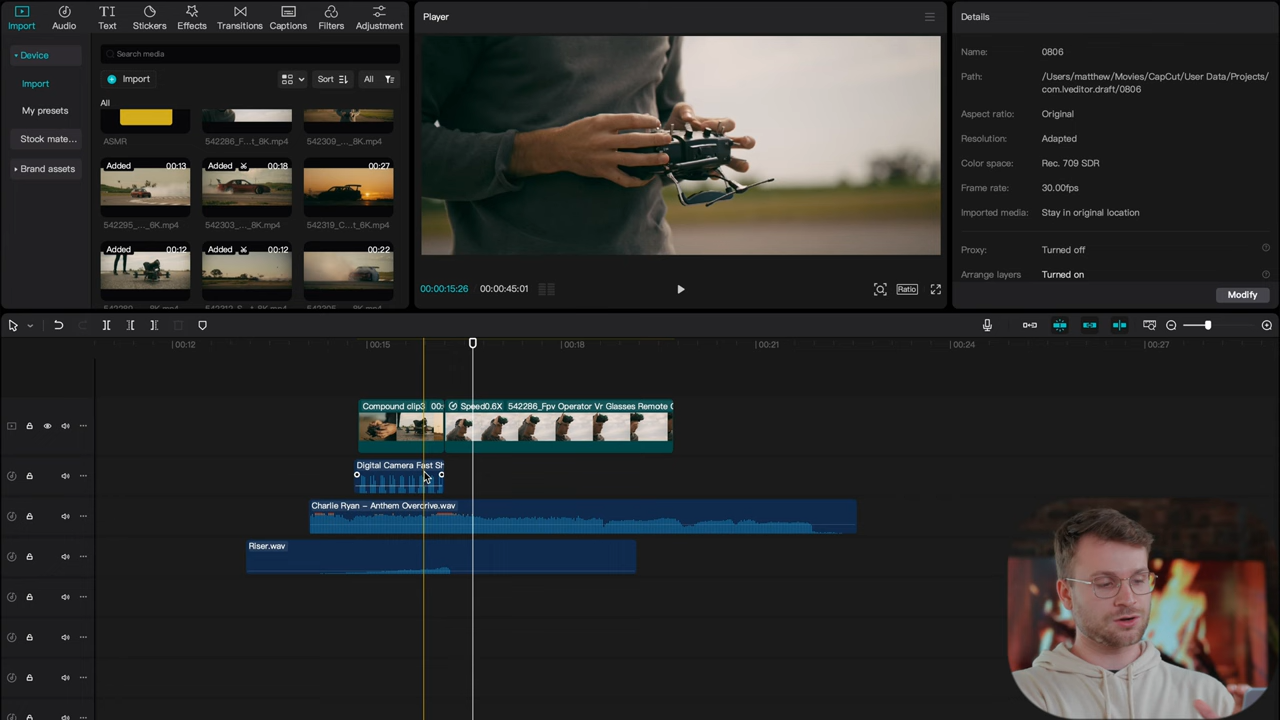 Import
Audio
Text
Stickers
Effects
Transitions
Captions
Filters
Adjustment
Device
Import
My presets
Stock mate...
Brand assets
Search media
Import
Sort
All
All
ASMR
542286_F...t_8K.mp4
542309_..._8K.mp4
Added 00:13
Added 00:18
00:27
542295_..._6K.mp4
542303_..._6K.mp4
542319_C...t_6K.mp4
Added 00:12
Added 00:12
00:22
Player
00:00:15:26
00:00:45:01
Ratio
Details
Name: 0806
Path: /Users/matthew/Movies/CapCut/User Data/Projects/
com.lveditor.draft/0806
Aspect ratio: Original
Resolution: Adapted
Color space: Rec. 709 SDR
Frame rate: 30.00fps
Imported media: Stay in original location
Proxy: Turned off
Arrange layers Turned on
Modify
00:12
00:15
00:18
00:21
00:24
00:27
Compound clip3 00:
Speed0.6X 542286_Fpv Operator Vr Glasses Remote
Digital Camera Fast Sh
Charlie Ryan – Anthem Overdrive.wav
Riser.wav